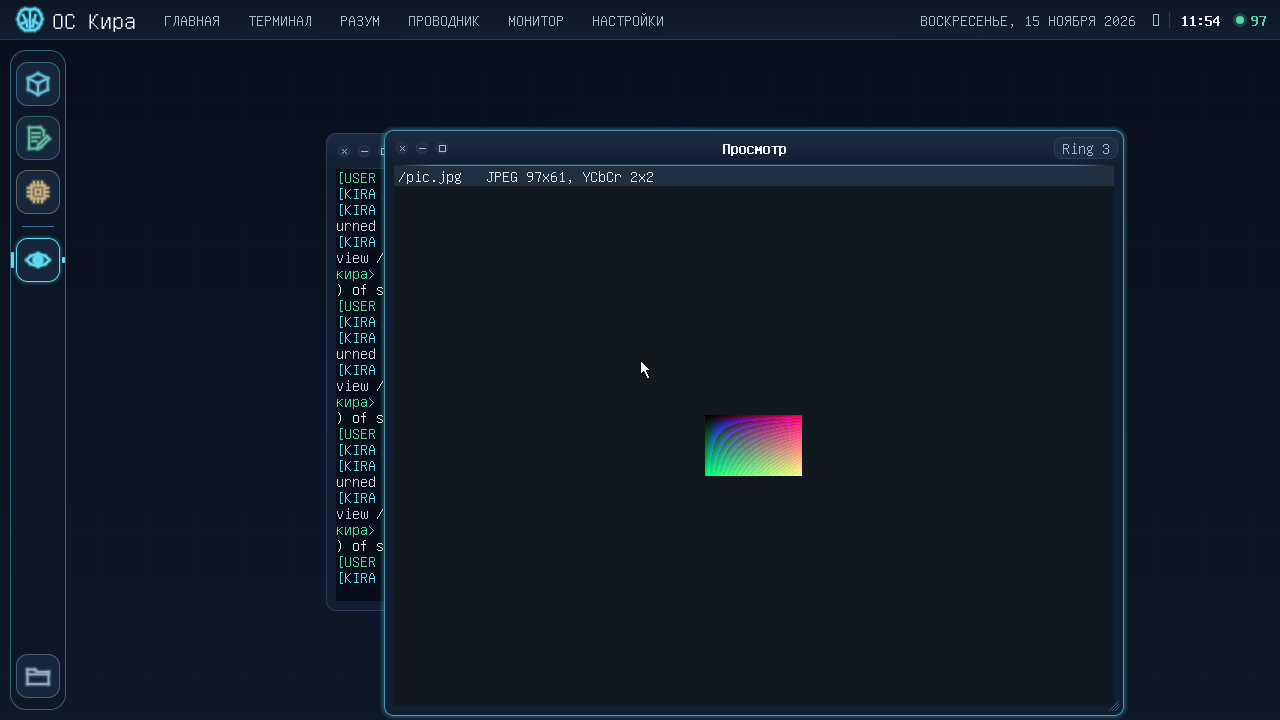 ОС Кира ГЛАВНАЯ ТЕРМИНАЛ РАЗУМ ПРОВОДНИК МОНИТОР НАСТРОЙКИ ВОСКРЕСЕНЬЕ, 15 НОЯБРЯ 2026 11:54 97
Просмотр Ring 3
/pic.jpg JPEG 97x61, YCbCr 2x2
[USER
[KIRA
[KIRA
urned
[KIRA
view /
кира>
) of s
[USER
[KIRA
[KIRA
urned
[KIRA
view /
кира>
) of s
[USER
[KIRA
[KIRA
urned
[KIRA
view /
кира>
) of s
[USER
[KIRA